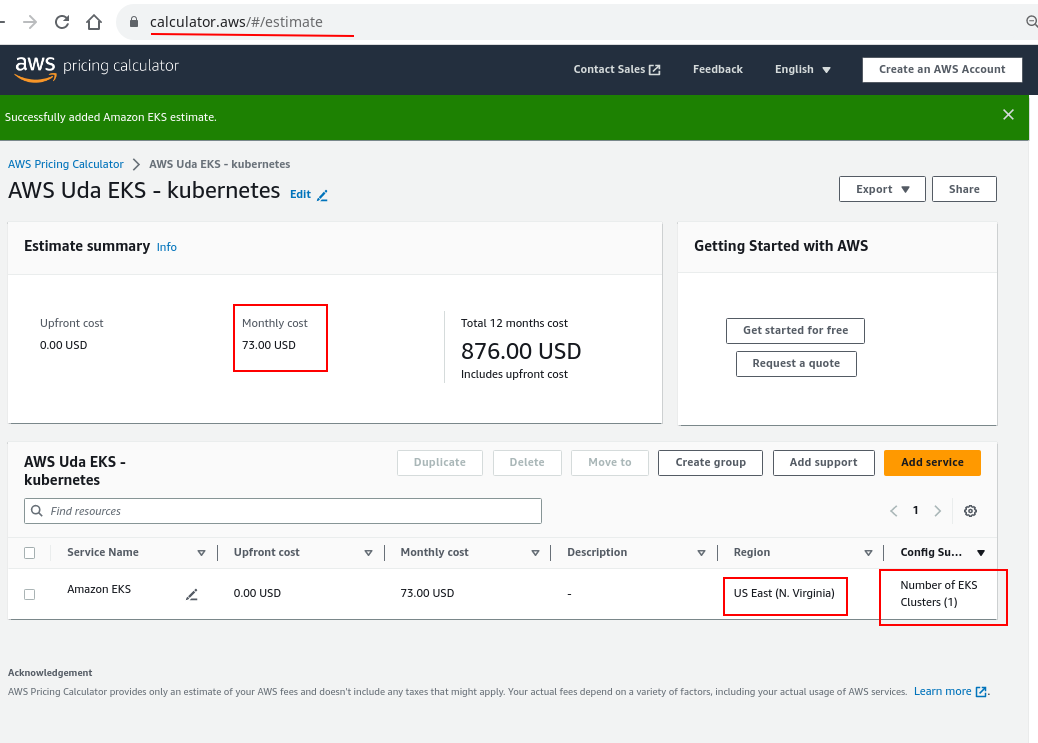 calculator.aws/#/estimate
aws pricing calculator
Contact Sales
Feedback
English
Create an AWS Account
Successfully added Amazon EKS estimate.
AWS Pricing Calculator
AWS Uda EKS - kubernetes
AWS Uda EKS - kubernetes
Edit
Export
Share
Estimate summary
Info
Upfront cost
0.00 USD
Monthly cost
73.00 USD
Total 12 months cost
876.00 USD
Includes upfront cost
Getting Started with AWS
Get started for free
Request a quote
AWS Uda EKS -
kubernetes
Duplicate
Delete
Move to
Create group
Add support
Add service
Find resources
1
Service Name
Upfront cost
Monthly cost
Description
Region
Config Su...
Amazon EKS
0.00 USD
73.00 USD
-
US East (N. Virginia)
Number of EKS
Clusters (1)
Acknowledgement
AWS Pricing Calculator provides only an estimate of your AWS fees and doesn't include any taxes that might apply. Your actual fees depend on a variety of factors, including your actual usage of AWS services. Learn more .